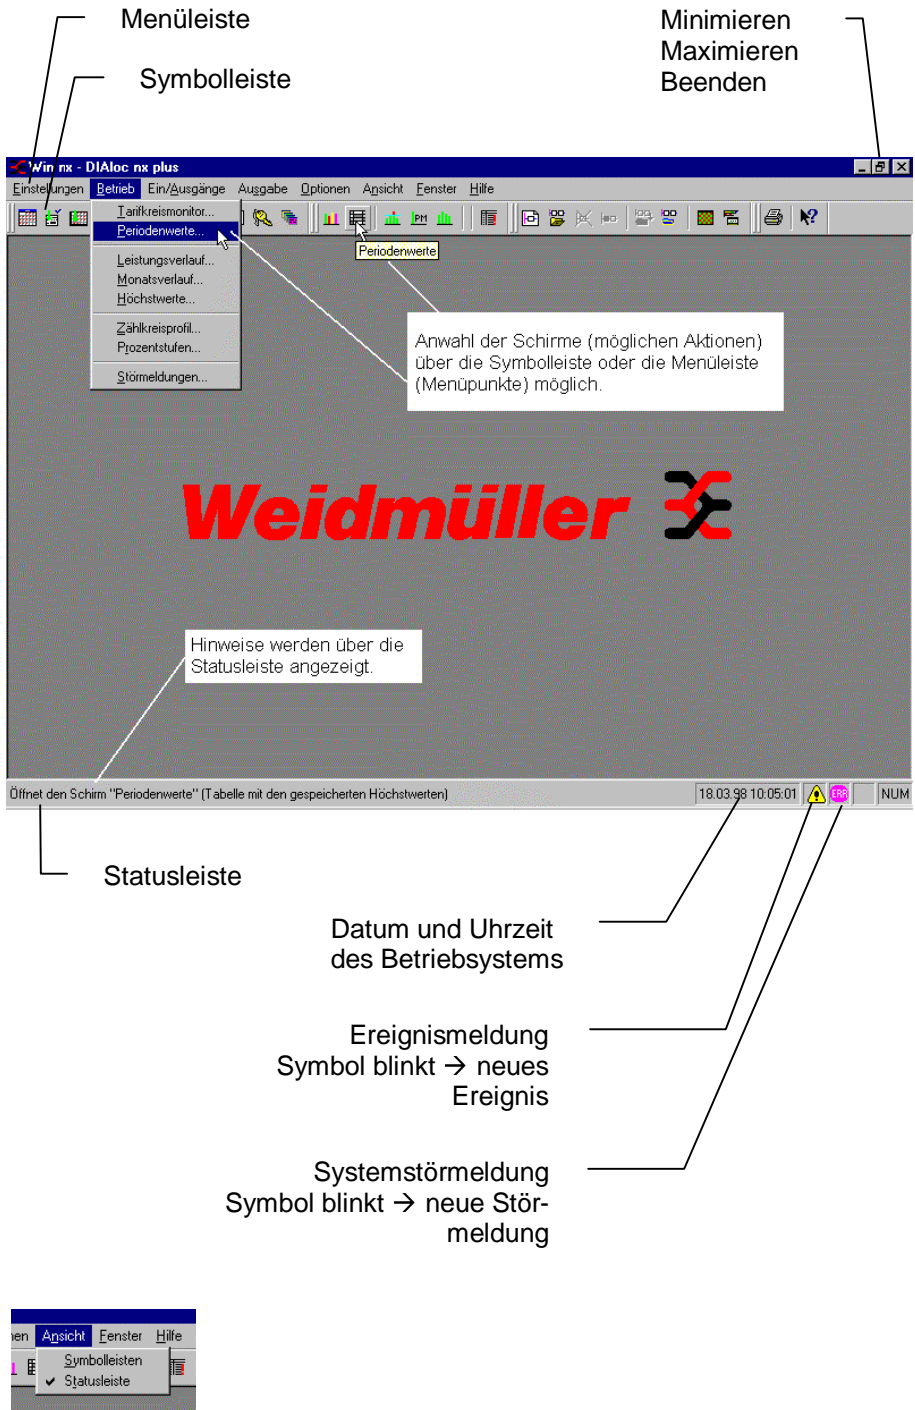 Menüleiste
Symbolleiste
Minimieren
Maximieren
Beenden
Win nx - DIAloc nx plus
Einstellungen Betrieb Ein/Ausgänge Ausgabe Optionen Ansicht Fenster Hilfe
Tarifkreismonitor...
Periodenwerte...
Leistungsverlauf...
Monatsverlauf...
Höchstwerte...
Zählkreisprofil...
Prozentstufen...
Störmeldungen...
PM
Periodenwerte
Anwahl der Schirme (möglichen Aktionen)
über die Symbolleiste oder die Menüleiste
(Menüpunkte) möglich.
Weidmüller
Hinweise werden über die
Statusleiste angezeigt.
Öffnet den Schirm "Periodenwerte" (Tabelle mit den gespeicherten Höchstwerten) 18.03.98 10:05:01 ERR NUM
Statusleiste
Datum und Uhrzeit
des Betriebsystems
Ereignismeldung
Symbol blinkt → neues
Ereignis
Systemstörmeldung
Symbol blinkt → neue Stör-
meldung
nen Ansicht Fenster Hilfe
Symbolleisten
✓ Statusleiste